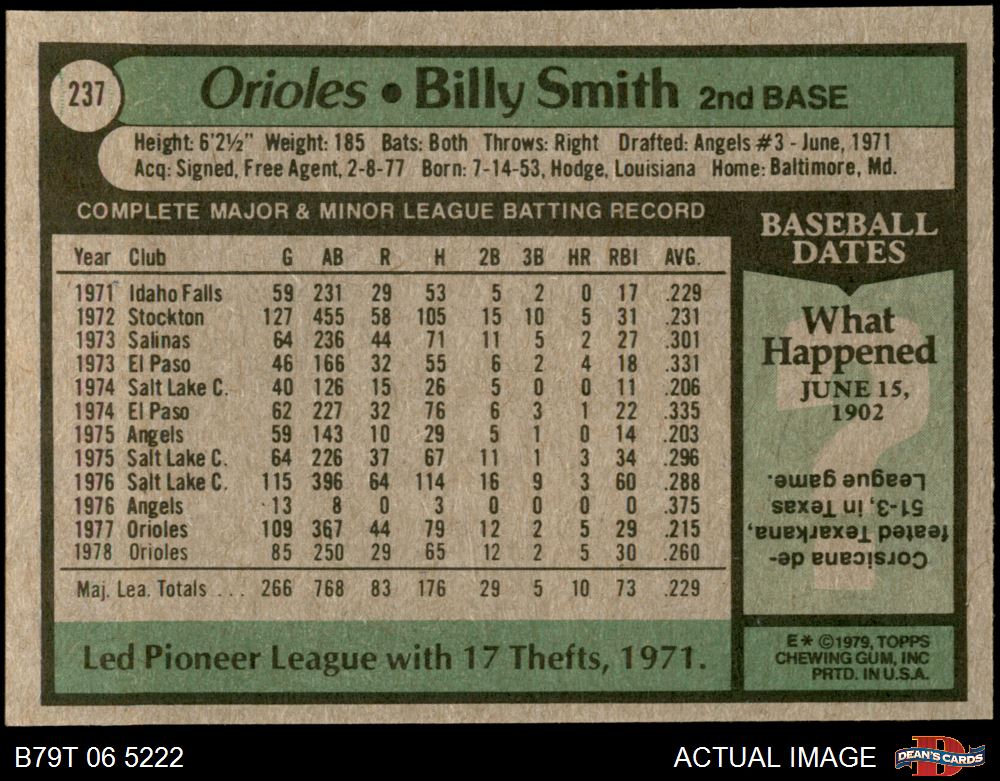 237
Orioles • Billy Smith 2nd BASE
Height: 6'2½" Weight: 185 Bats: Both Throws: Right Drafted: Angels #3 - June, 1971
Acq: Signed, Free Agent, 2-8-77 Born: 7-14-53, Hodge, Louisiana Home: Baltimore, Md.
COMPLETE MAJOR & MINOR LEAGUE BATTING RECORD
Year Club G AB R H 2B 3B HR RBI AVG.
1971 Idaho Falls 59 231 29 53 5 2 0 17 .229
1972 Stockton 127 455 58 105 15 10 5 31 .231
1973 Salinas 64 236 44 71 11 5 2 27 .301
1973 El Paso 46 166 32 55 6 2 4 18 .331
1974 Salt Lake C. 40 126 15 26 5 0 0 11 .206
1974 El Paso 62 227 32 76 6 3 1 22 .335
1975 Angels 59 143 10 29 5 1 0 14 .203
1975 Salt Lake C. 64 226 37 67 11 1 3 34 .296
1976 Salt Lake C. 115 396 64 114 16 9 3 60 .288
1976 Angels 13 8 0 3 0 0 0 0 .375
1977 Orioles 109 367 44 79 12 2 5 29 .215
1978 Orioles 85 250 29 65 12 2 5 30 .260
Maj. Lea. Totals ... 266 768 83 176 29 5 10 73 .229
Led Pioneer League with 17 Thefts, 1971.
BASEBALL
DATES
What
Happened
JUNE 15,
1902
?
Corsicana de-
feated Texarkana,
51-3, in Texas
League game.
E* ©1979, TOPPS
CHEWING GUM, INC
PRTD. IN U.S.A.
B79T 06 5222
ACTUAL IMAGE
D
DEAN'S CARDS